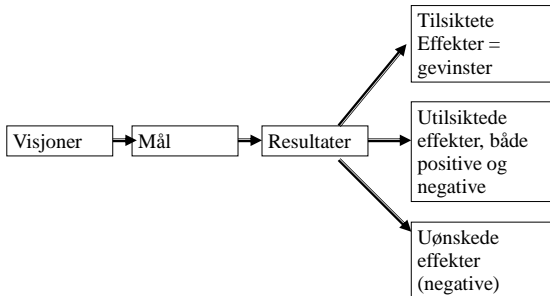 Tilsiktete
Effekter =
gevinster
Visjoner
Mål
Resultater
Utilsiktede
effekter, både
positive og
negative
Uønskede
effekter
(negative)